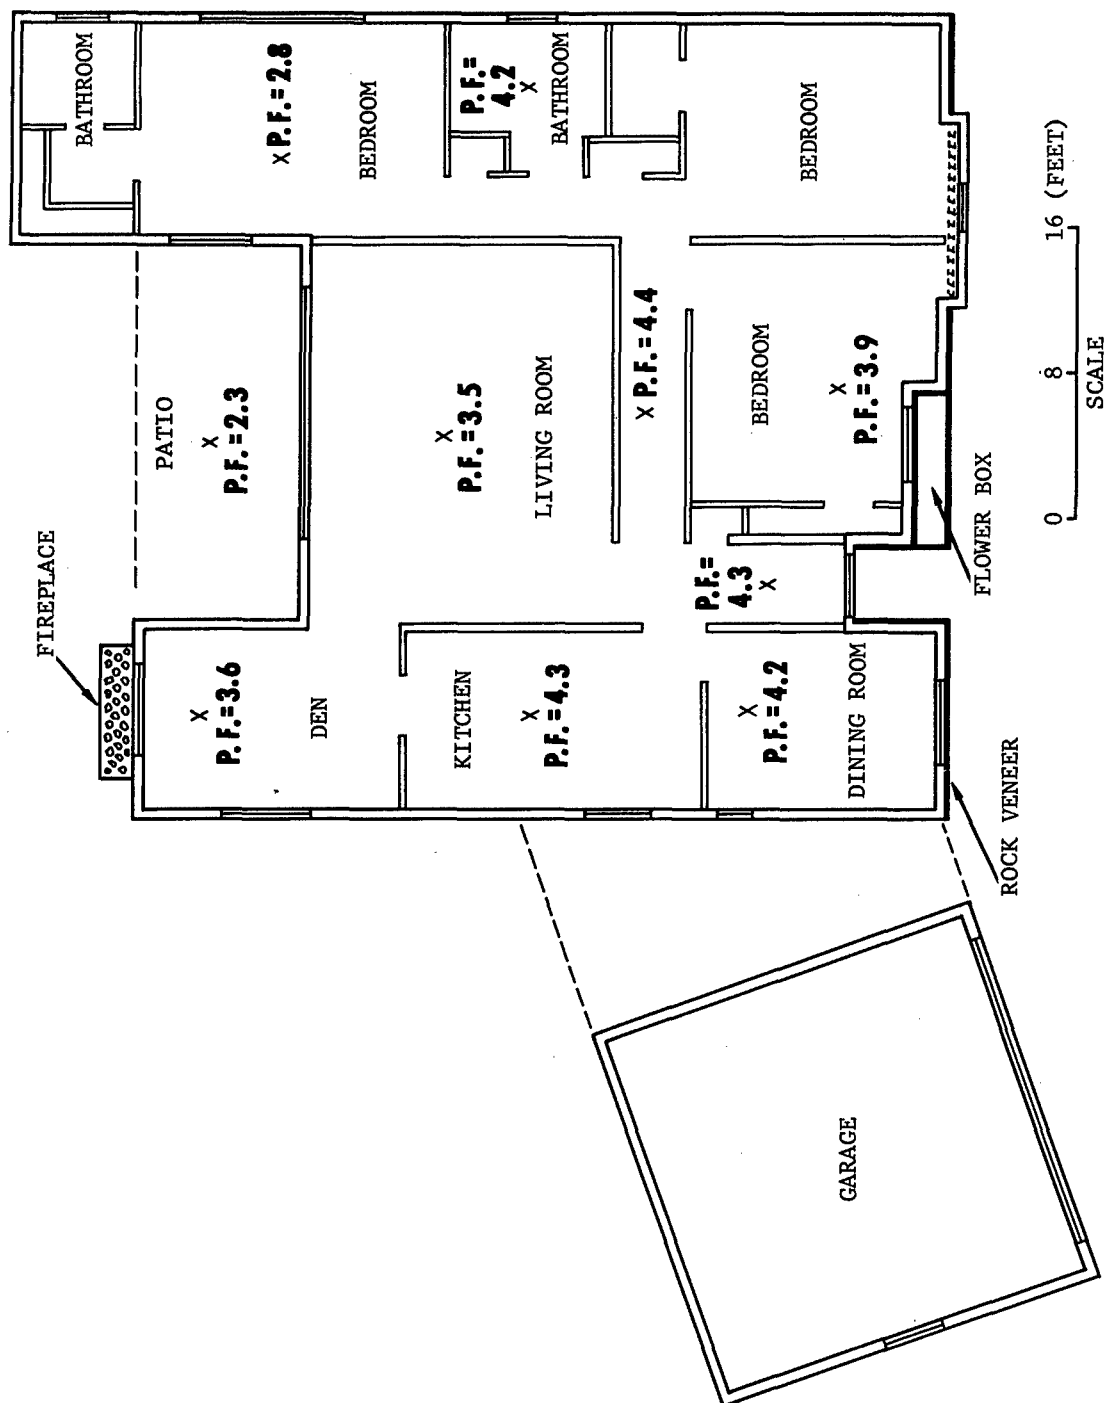 FIREPLACE
PATIO
X
P.F.=2.3
BATHROOM
X P.F.=2.8
BEDROOM
P.F.=
4.2
X
BATHROOM
X
P.F.=3.6
DEN
X
P.F.=3.5
LIVING ROOM
KITCHEN
X
P.F.=4.3
X P.F.=4.4
P.F.=
4.3
X
X
P.F.=4.2
DINING ROOM
BEDROOM
X
P.F.=3.9
BEDROOM
GARAGE
ROCK VENEER
FLOWER BOX
0 8 16 (FEET)
SCALE